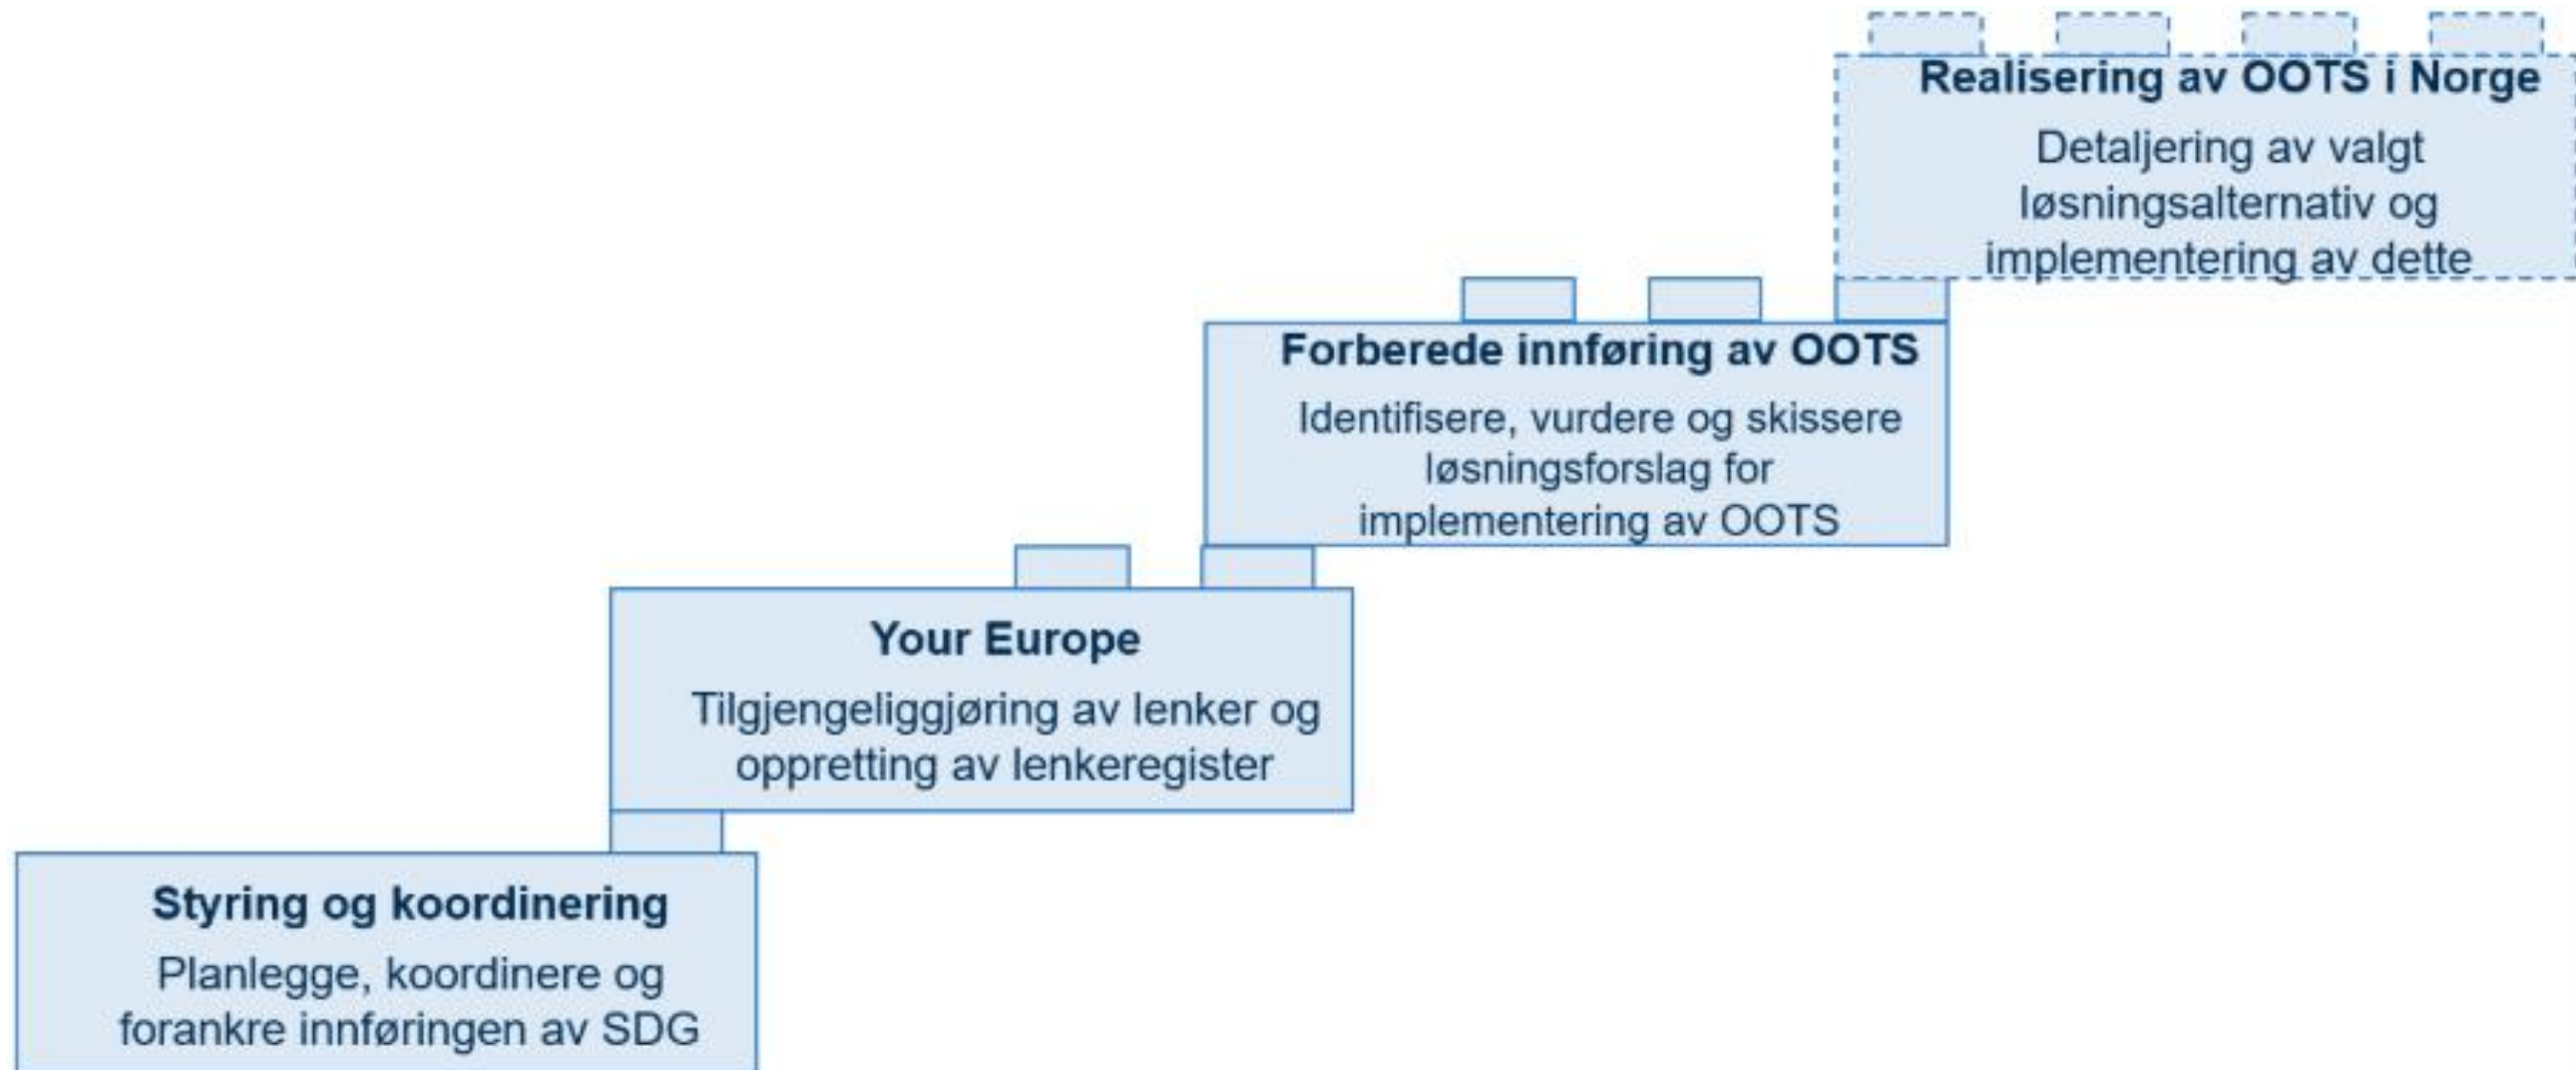 Realisering av OOTS i Norge
Detaljering av valgt
løsningsalternativ og
implementering av dette
Forberede innføring av OOTS
Identifisere, vurdere og skissere
løsningsforslag for
implementering av OOTS
Your Europe
Tilgjengeliggjøring av lenker og
oppretting av lenkeregister
Styring og koordinering
Planlegge, koordinere og
forankre innføringen av SDG